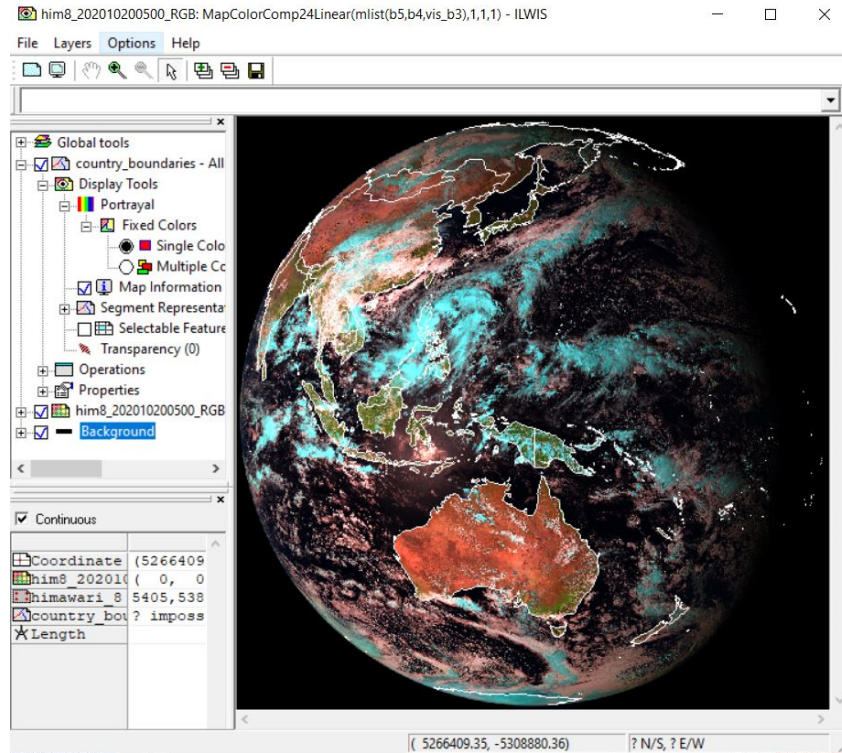 him8_202010200500_RGB: MapColorComp24Linear(mlist(b5,b4,vis_b3),1,1,1) - ILWIS
File Layers Options Help
Global tools
country_boundaries - All
Display Tools
Portrayal
Fixed Colors
Single Colo
Multiple Cc
Map Information
Segment Representa
Selectable Feature
Transparency (0)
Operations
Properties
him8_202010200500_RGB
Background
Continuous
Coordinate (5266409
him8_20201( ( 0, 0
himawari_8 5405,538
country_bou ? imposs
Length
( 5266409.35, -5308880.36) ? N/S, ? E/W